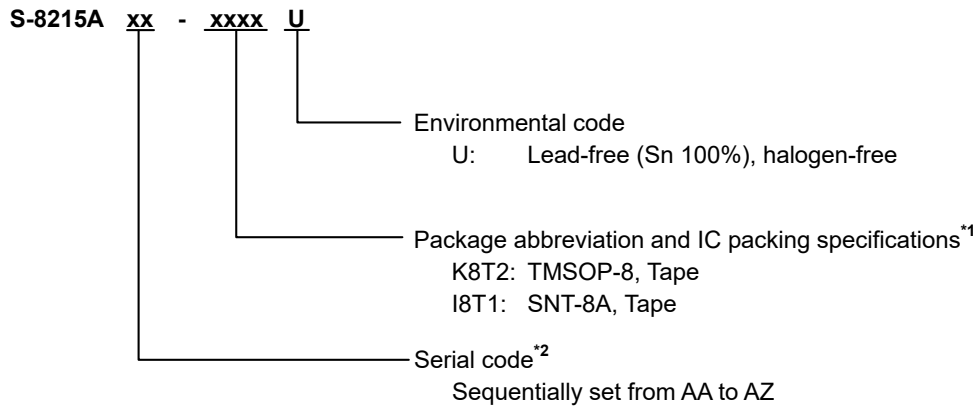 S-8215A xx - xxxx U
Environmental code
U: Lead-free (Sn 100%), halogen-free
Package abbreviation and IC packing specifications*1
K8T2: TMSOP-8, Tape
I8T1: SNT-8A, Tape
Serial code*2
Sequentially set from AA to AZ